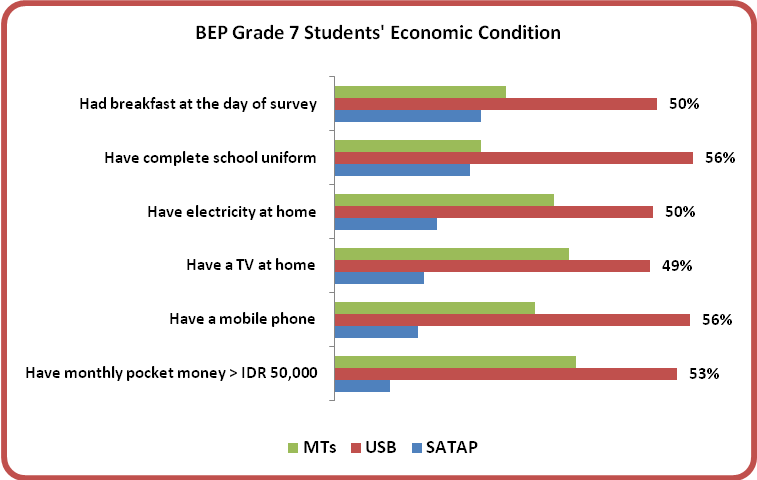 BEP Grade 7 Students' Economic Condition
Had breakfast at the day of survey
50%
Have complete school uniform
56%
Have electricity at home
50%
Have a TV at home
49%
Have a mobile phone
56%
Have monthly pocket money > IDR 50,000
53%
MTs USB SATAP